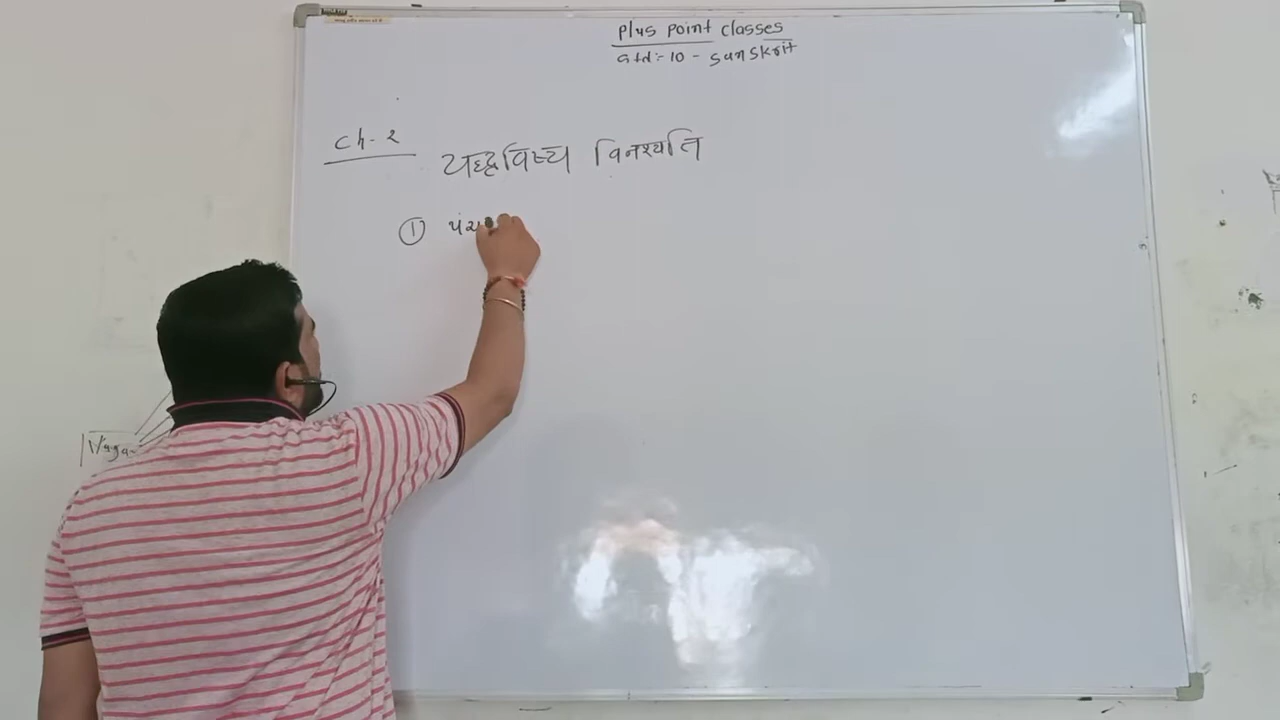 Plus Point Classes
Std:- 10 - Sanskrit
Ch- 2
यद्भविष्य विनश्यति
① પંચ